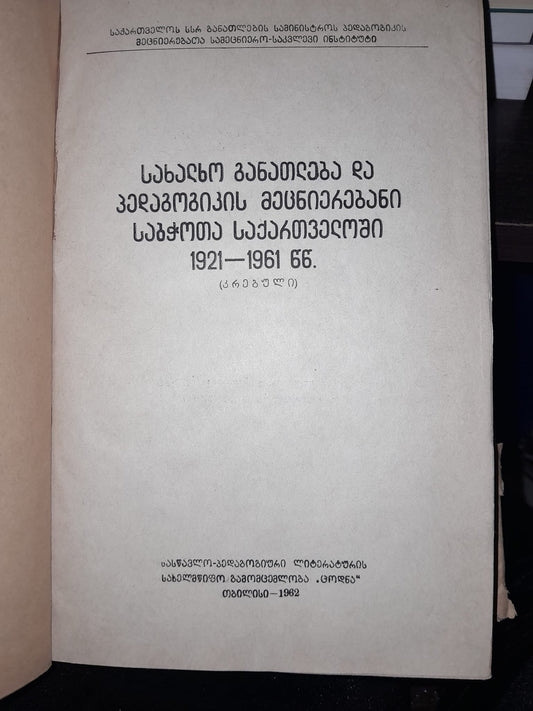 საქართველოს სსრ განათლების სამინისტროს პედაგოგიკის
მეცნიერებათა სამეცნიერო-საკვლევი ინსტიტუტი
სახალხო განათლება და
პედაგოგიკის მეცნიერებანი
საბჭოთა საქართველოში
1921—1961 წწ.
(კრებული)
სასწავლო-პედაგოგიური ლიტერატურის
სახელმწიფო გამომცემლობა „ცოდნა“
თბილისი—1962